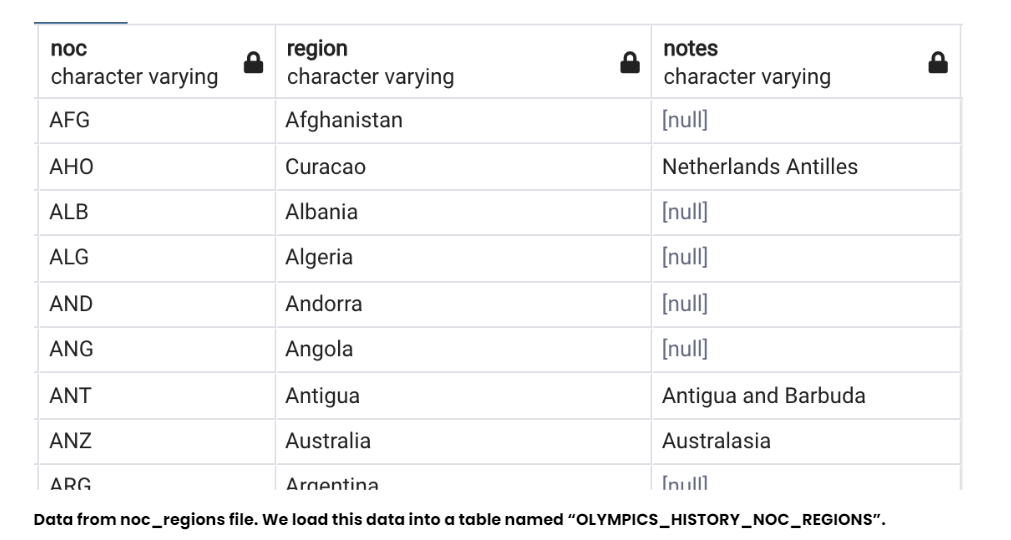 noc region notes
character varying character varying character varying
AFG Afghanistan [null]
AHO Curacao Netherlands Antilles
ALB Albania [null]
ALG Algeria [null]
AND Andorra [null]
ANG Angola [null]
ANT Antigua Antigua and Barbuda
ANZ Australia Australasia
ARG Argentina [null]
Data from noc_regions file. We load this data into a table named “OLYMPICS_HISTORY_NOC_REGIONS”.